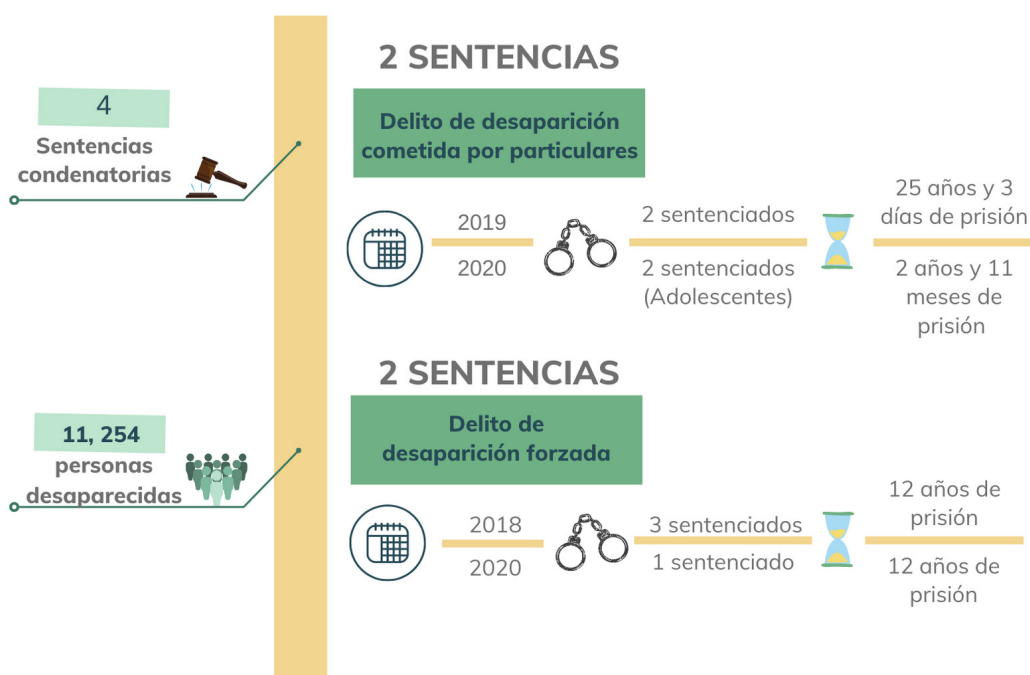 4
Sentencias
condenatorias
2 SENTENCIAS
Delito de desaparición
cometida por particulares
2019
2020
2 sentenciados
2 sentenciados
(Adolescentes)
25 años y 3
días de prisión
2 años y 11
meses de
prisión
11, 254
personas
desaparecidas
2 SENTENCIAS
Delito de
desaparición forzada
2018
2020
3 sentenciados
1 sentenciado
12 años de
prisión
12 años de
prisión